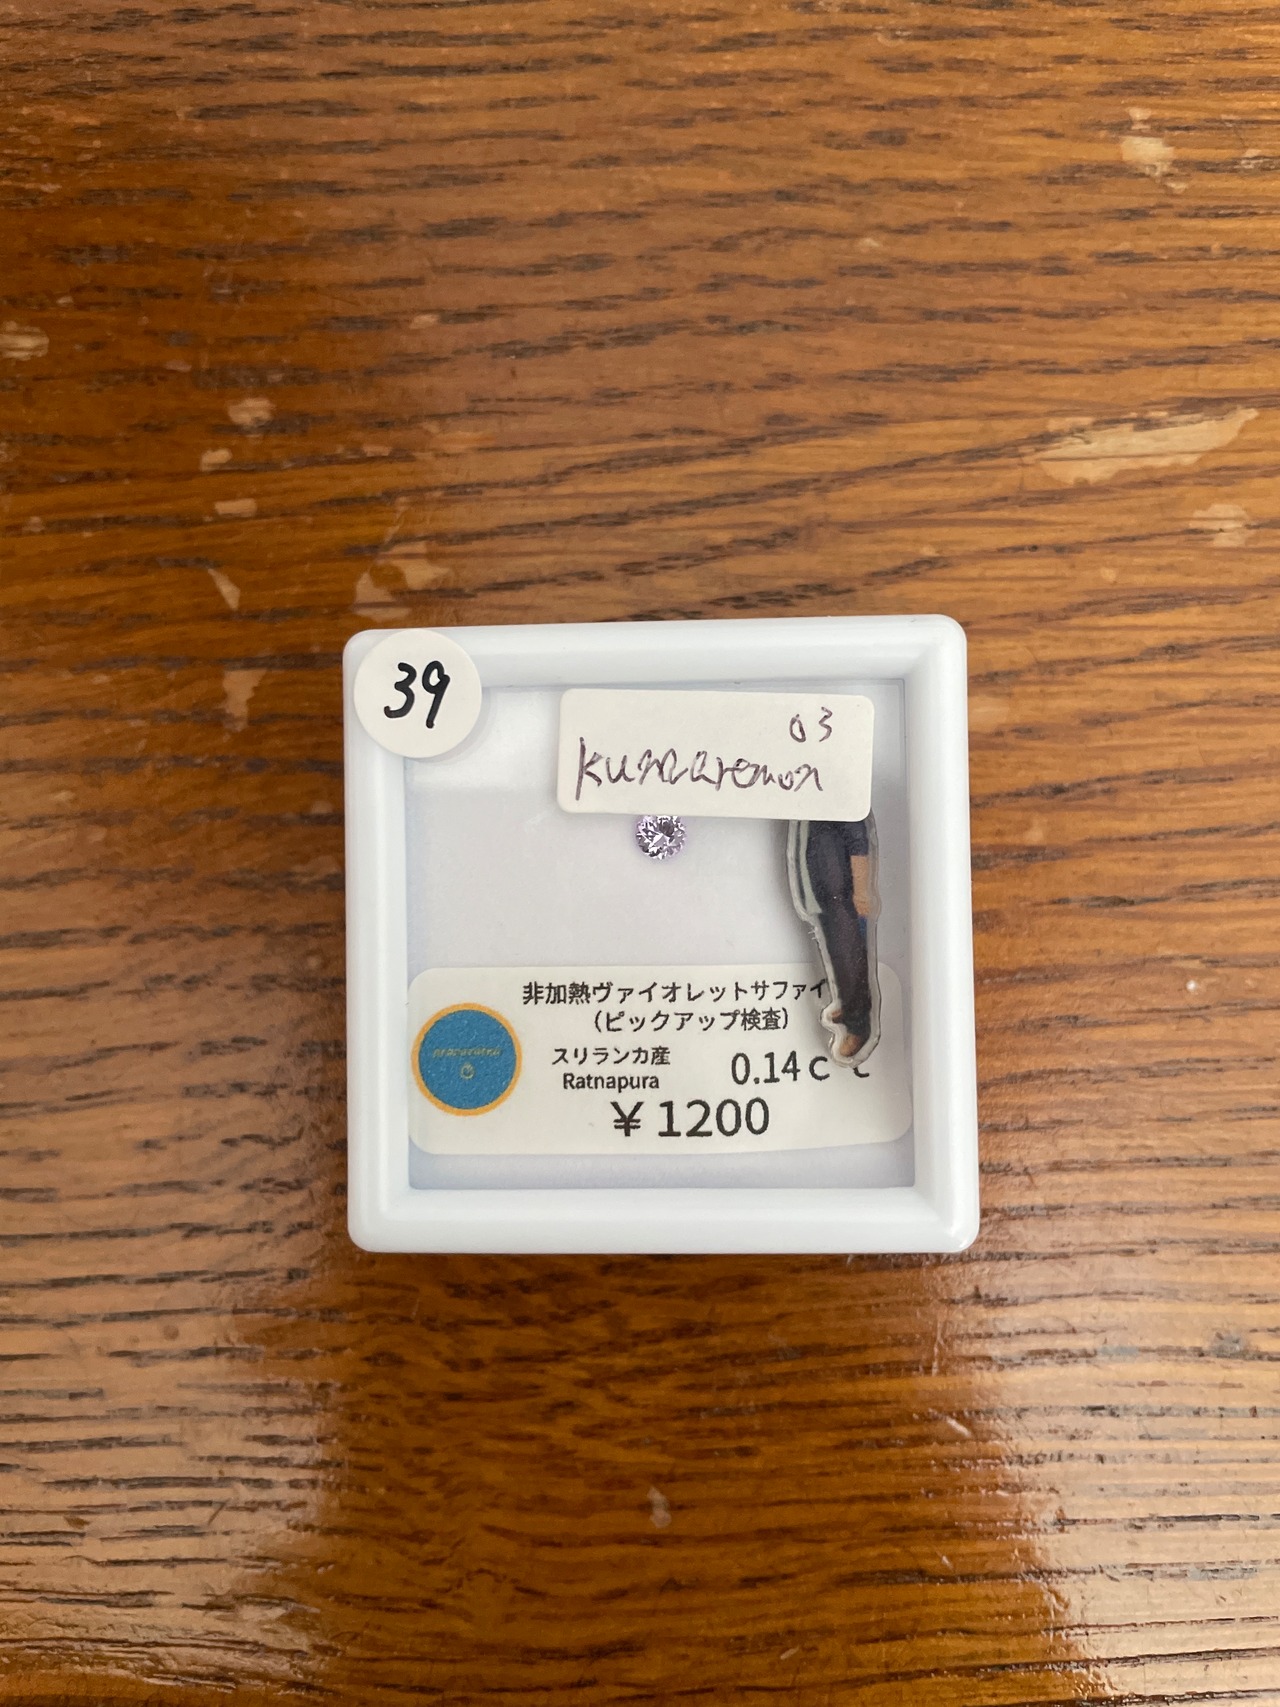 39
03
kumaremon
非加熱ヴァイオレットサファイ
（ピックアップ検査）
スリランカ産
Ratnapura
0.14 c
¥ 1200